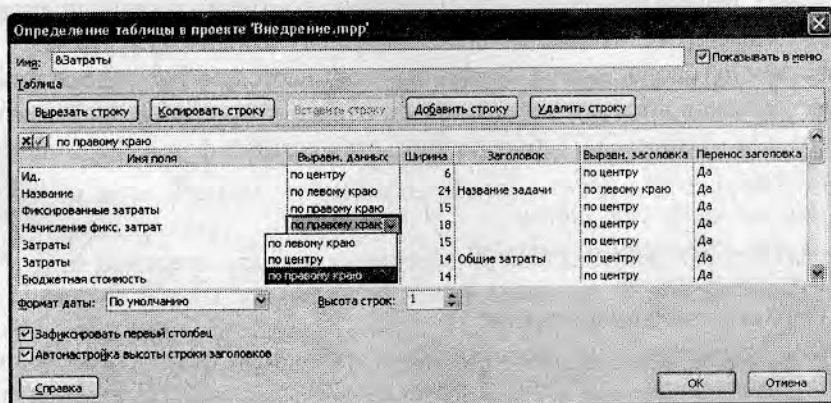 Определение таблицы в проекте 'Внедрение.mpp'
Имя: &Затраты Показывать в меню
Таблица
Вырезать строку Копировать строку Вставить строку Добавить строку Удалить строку
по правому краю
Имя поля Выравн. данных Ширина Заголовок Выравн. заголовка Перенос заголовка
Ид. по центру 6 по центру Да
Название по левому краю 24 Название задачи по левому краю Да
Фиксированные затраты по правому краю 15 по центру Да
Начисление фикс. затрат по правому краю 18 по центру Да
Затраты по левому краю 15 по центру Да
Затраты по центру 14 Общие затраты по центру Да
Бюджетная стоимость по правому краю 14 по центру Да
Формат даты: По умолчанию Высота строк: 1
Зафиксировать первый столбец
Автонастройка высоты строки заголовков
Справка OK Отмена